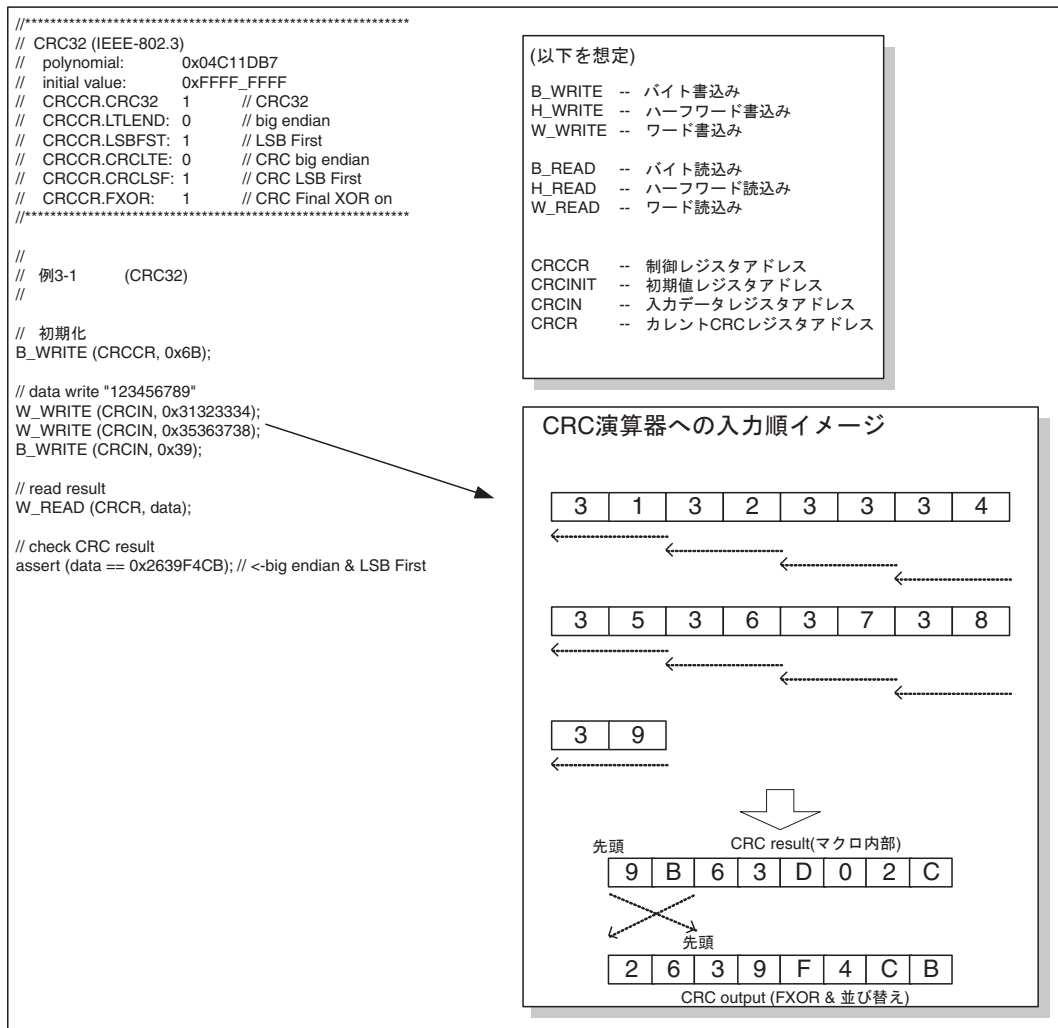 //*************************************************************
// CRC32 (IEEE-802.3)
// polynomial: 0x04C11DB7
// initial value: 0xFFFF_FFFF
// CRCCR.CRC32 1 // CRC32
// CRCCR.LTLEND: 0 // big endian
// CRCCR.LSBFST: 1 // LSB First
// CRCCR.CRCLTE: 0 // CRC big endian
// CRCCR.CRCLSF: 1 // CRC LSB First
// CRCCR.FXOR: 1 // CRC Final XOR on
//*************************************************************
//
// 例3-1 (CRC32)
//
// 初期化
B_WRITE (CRCCR, 0x6B);
// data write "123456789"
W_WRITE (CRCIN, 0x31323334);
W_WRITE (CRCIN, 0x35363738);
B_WRITE (CRCIN, 0x39);
// read result
W_READ (CRCR, data);
// check CRC result
assert (data == 0x2639F4CB); // <-big endian & LSB First
(以下を想定)
B_WRITE -- バイト書込み
H_WRITE -- ハーフワード書込み
W_WRITE -- ワード書込み
B_READ -- バイト読込み
H_READ -- ハーフワード読込み
W_READ -- ワード読込み
CRCCR -- 制御レジスタアドレス
CRCINIT -- 初期値レジスタアドレス
CRCIN -- 入力データレジスタアドレス
CRCR -- カレントCRCレジスタアドレス
CRC演算器への入力順イメージ
3 1 3 2 3 3 3 4
3 5 3 6 3 7 3 8
3 9
先頭 CRC result(マクロ内部)
9 B 6 3 D 0 2 C
先頭
2 6 3 9 F 4 C B
CRC output (FXOR & 並び替え)